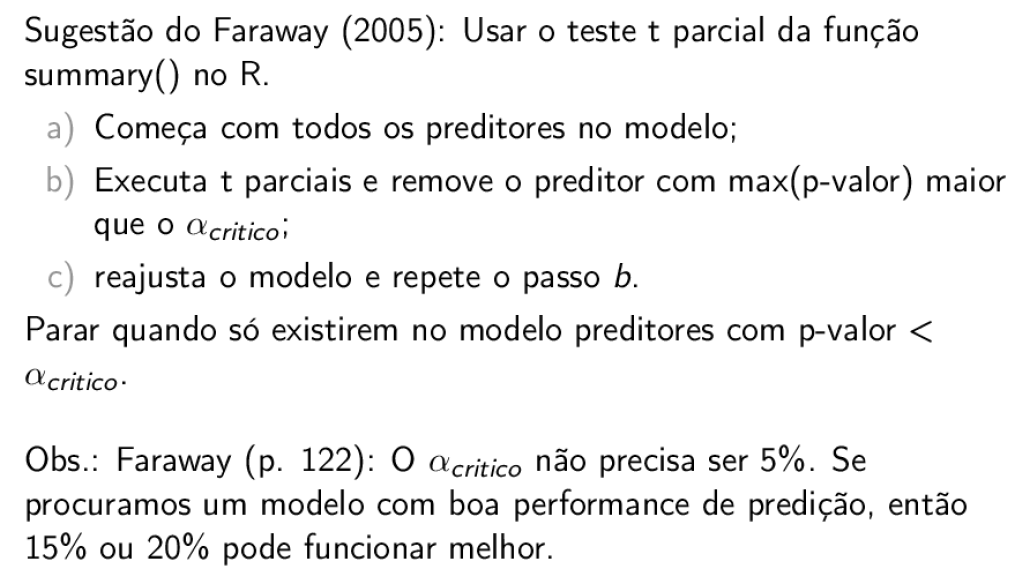 Sugestão do Faraway (2005): Usar o teste t parcial da função
summary() no R.
a) Começa com todos os preditores no modelo;
b) Executa t parciais e remove o preditor com max(p-valor) maior
que o α_critico;
c) reajusta o modelo e repete o passo b.
Parar quando só existirem no modelo preditores com p-valor <
α_critico.
Obs.: Faraway (p. 122): O α_critico não precisa ser 5%. Se
procuramos um modelo com boa performance de predição, então
15% ou 20% pode funcionar melhor.